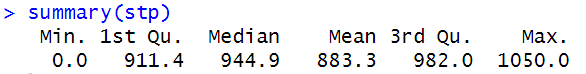 > summary(stp)
Min. 1st Qu. Median Mean 3rd Qu. Max.
0.0 911.4 944.9 883.3 982.0 1050.0